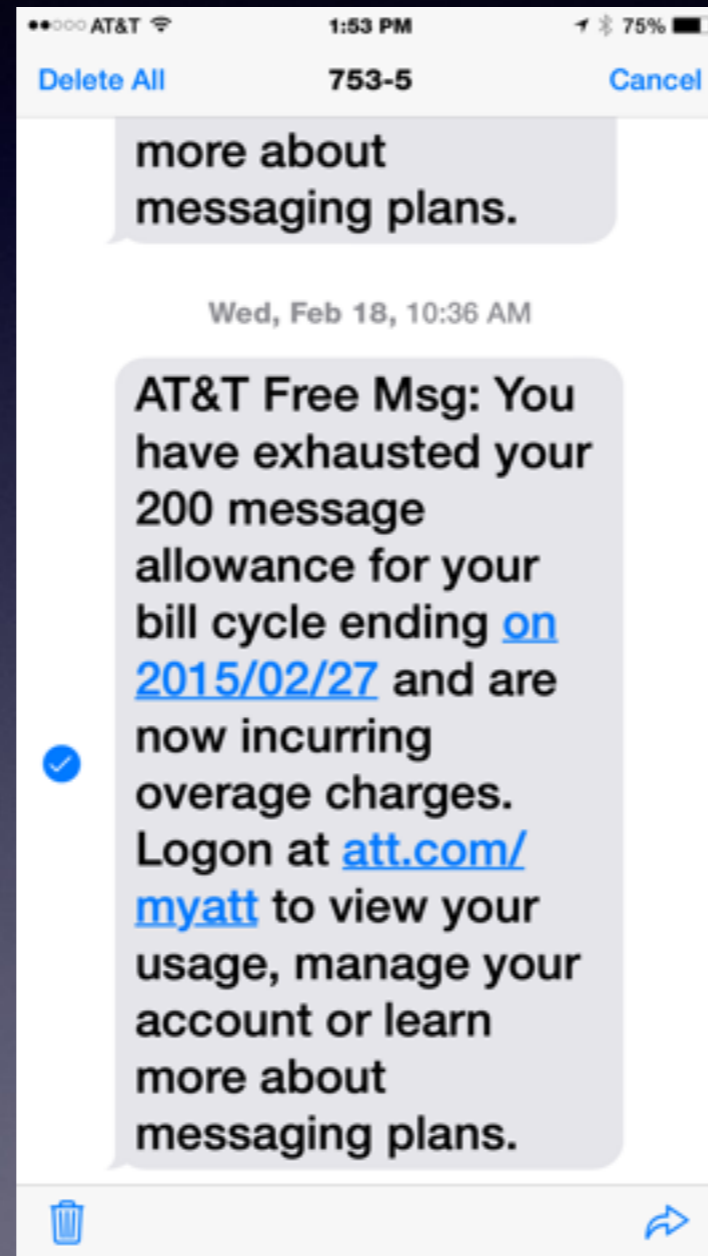 AT&T 1:53 PM 75%
Delete All 753-5 Cancel
more about
messaging plans.
Wed, Feb 18, 10:36 AM
AT&T Free Msg: You
have exhausted your
200 message
allowance for your
bill cycle ending on
2015/02/27 and are
now incurring
overage charges.
Logon at att.com/
myatt to view your
usage, manage your
account or learn
more about
messaging plans.